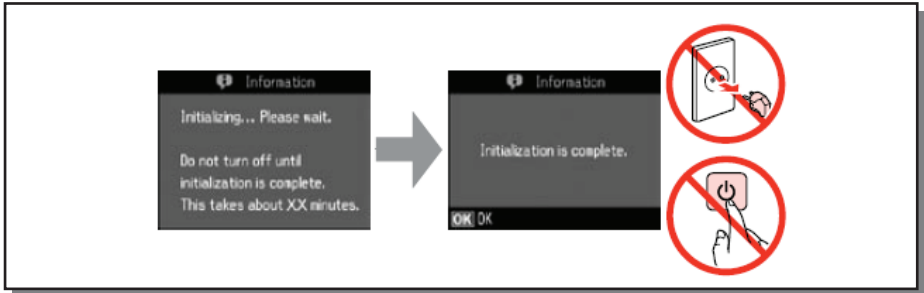 Information
Initializing... Please wait.
Do not turn off until
initialization is complete.
This takes about XX minutes.
Information
Initialization is complete.
OK OK